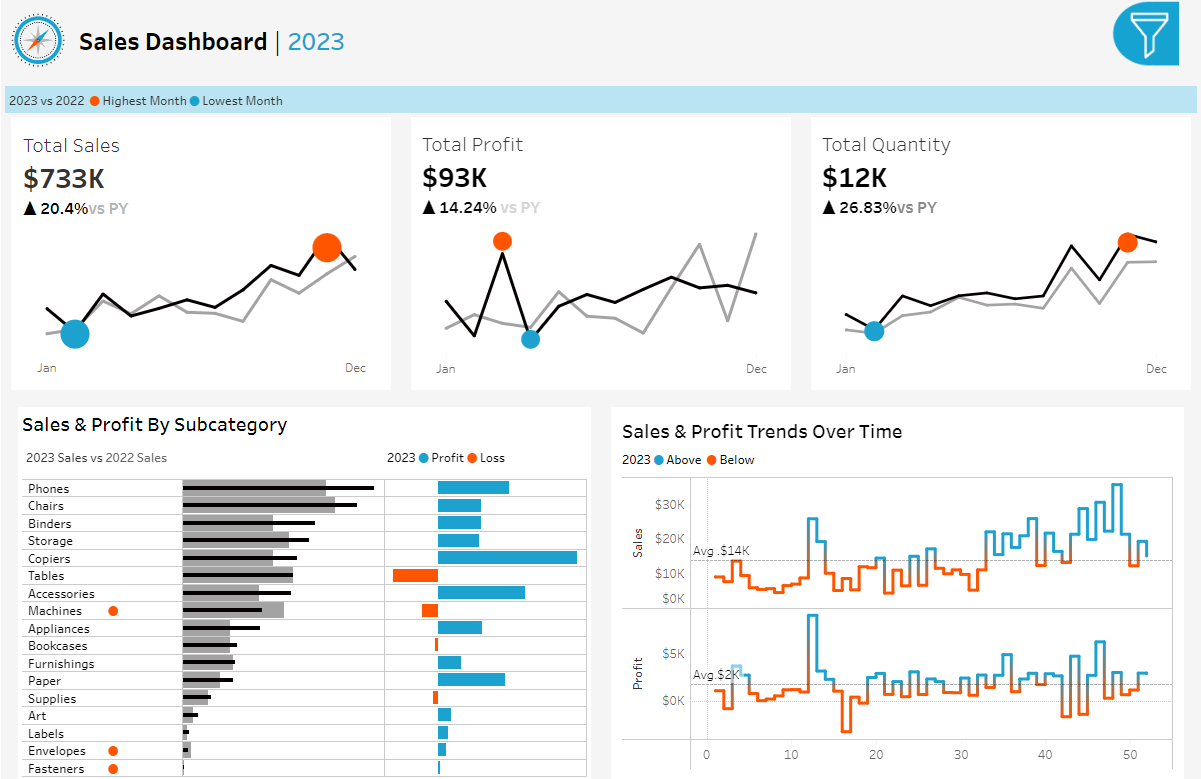 Sales Dashboard | 2023
2023 vs 2022 Highest Month Lowest Month
Total Sales
$733K
▲ 20.4%vs PY
Jan
Dec
Total Profit
$93K
▲ 14.24% vs PY
Jan
Dec
Total Quantity
$12K
▲ 26.83%vs PY
Jan
Dec
Sales & Profit By Subcategory
2023 Sales vs 2022 Sales
2023 Profit Loss
Phones
Chairs
Binders
Storage
Copiers
Tables
Accessories
Machines
Appliances
Bookcases
Furnishings
Paper
Supplies
Art
Labels
Envelopes
Fasteners
Sales & Profit Trends Over Time
2023 Above Below
Sales
$30K
$20K
$10K
$0K
Avg .$14K
Profit
$5K
$0K
Avg.$2K
0 10 20 30 40 50